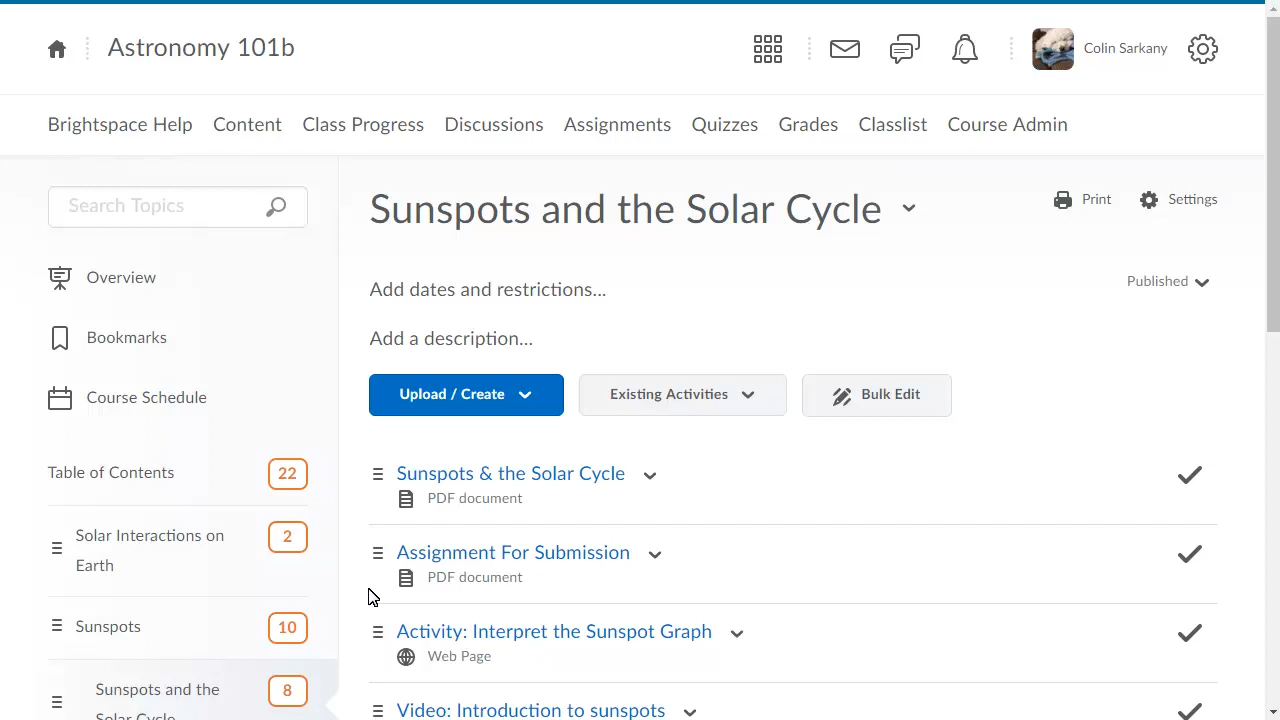 Astronomy 101b
Colin Sarkany
Brightspace Help Content Class Progress Discussions Assignments Quizzes Grades Classlist Course Admin
Search Topics
Overview
Bookmarks
Course Schedule
Table of Contents 22
Solar Interactions on 2
Earth
Sunspots 10
Sunspots and the 8
Solar Cycle
Sunspots and the Solar Cycle
Print Settings
Add dates and restrictions...
Published
Add a description...
Upload / Create Existing Activities Bulk Edit
Sunspots & the Solar Cycle
PDF document
Assignment For Submission
PDF document
Activity: Interpret the Sunspot Graph
Web Page
Video: Introduction to sunspots